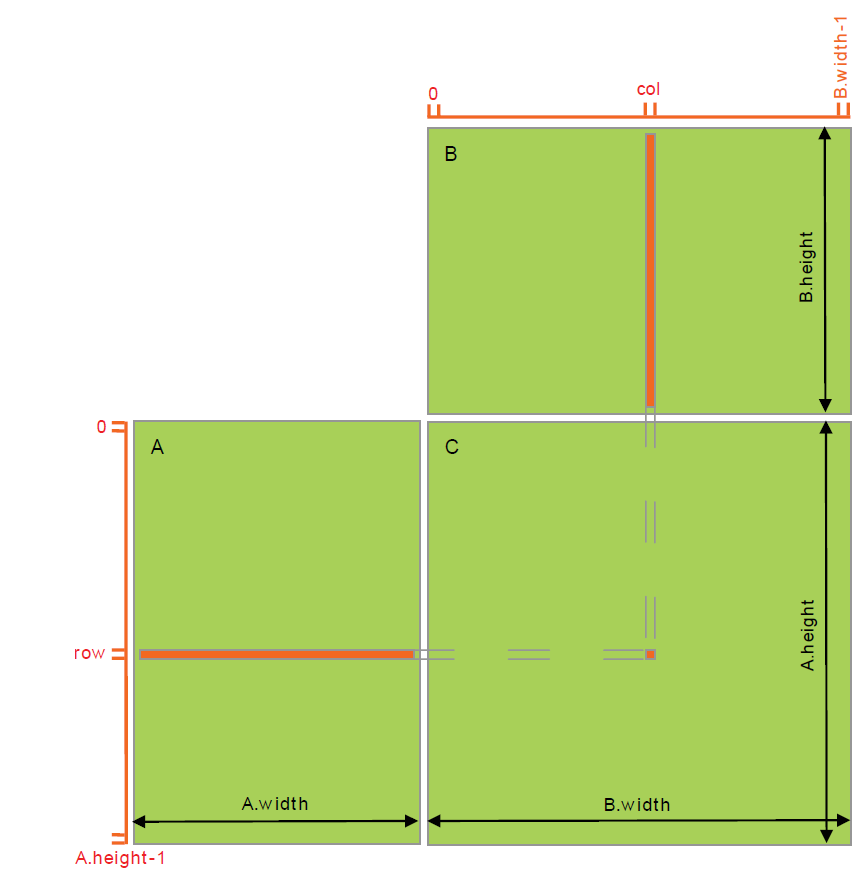 B.width-1
0
col
B
B.height
0
A
C
A.height
row
A.width
B.width
A.height-1